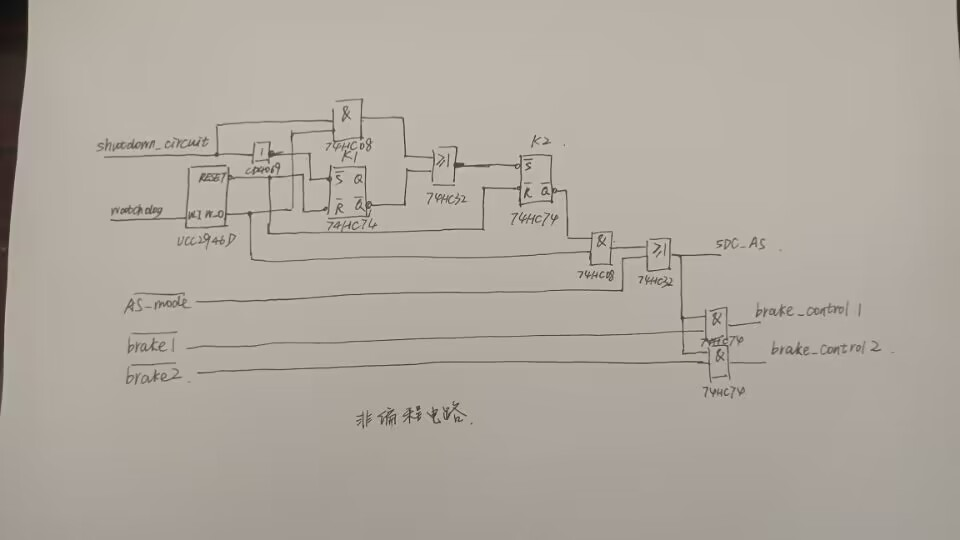 &
shutdown_circuit
74HC08
K1
K2
1
CD4069
≥1
RESET
S Q
R Q
74HC32
S
R Q
watchdog
WI W_O
74HC74
74HC74
UCC2946D
&
≥1
SDC_AS
74HC08
74HC32
AS_mode
brake_control 1
&
brake1
74HC74
brake_control 2
&
brake2
74HC74
非编程电路